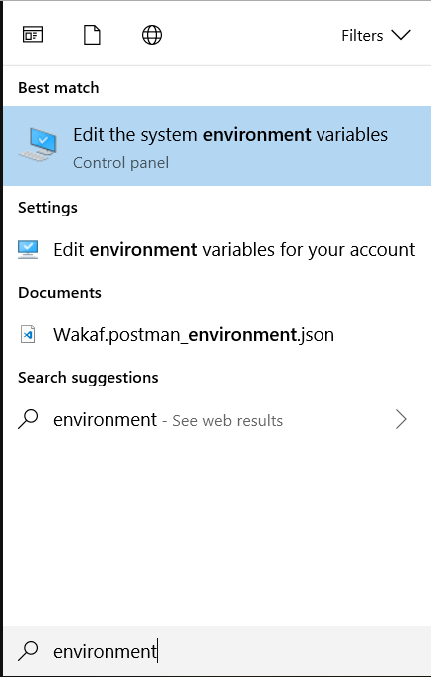 Filters
Best match
Edit the system environment variables
Control panel
Settings
Edit environment variables for your account
Documents
Wakaf.postman_environment.json
Search suggestions
environment - See web results
environment